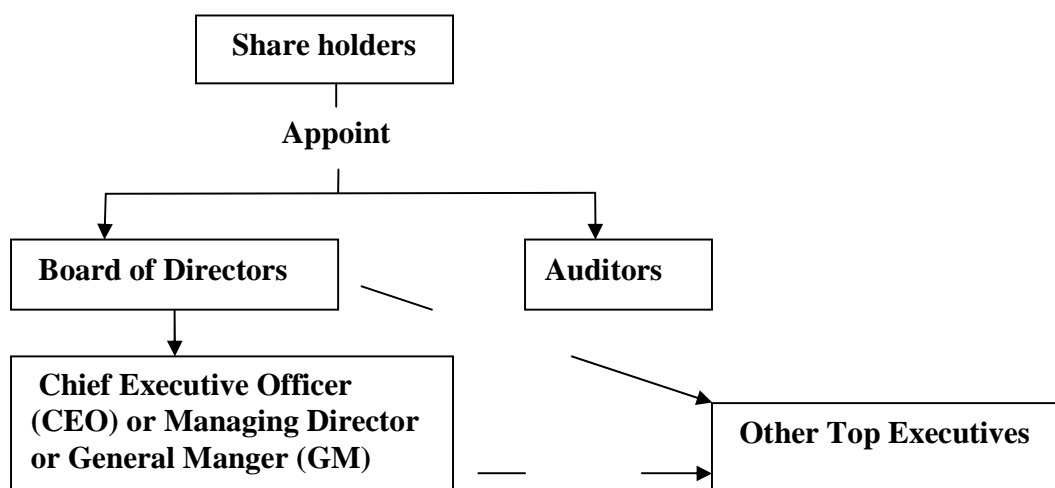 Share holders
Appoint
Board of Directors
Auditors
Chief Executive Officer
(CEO) or Managing Director
or General Manger (GM)
Other Top Executives